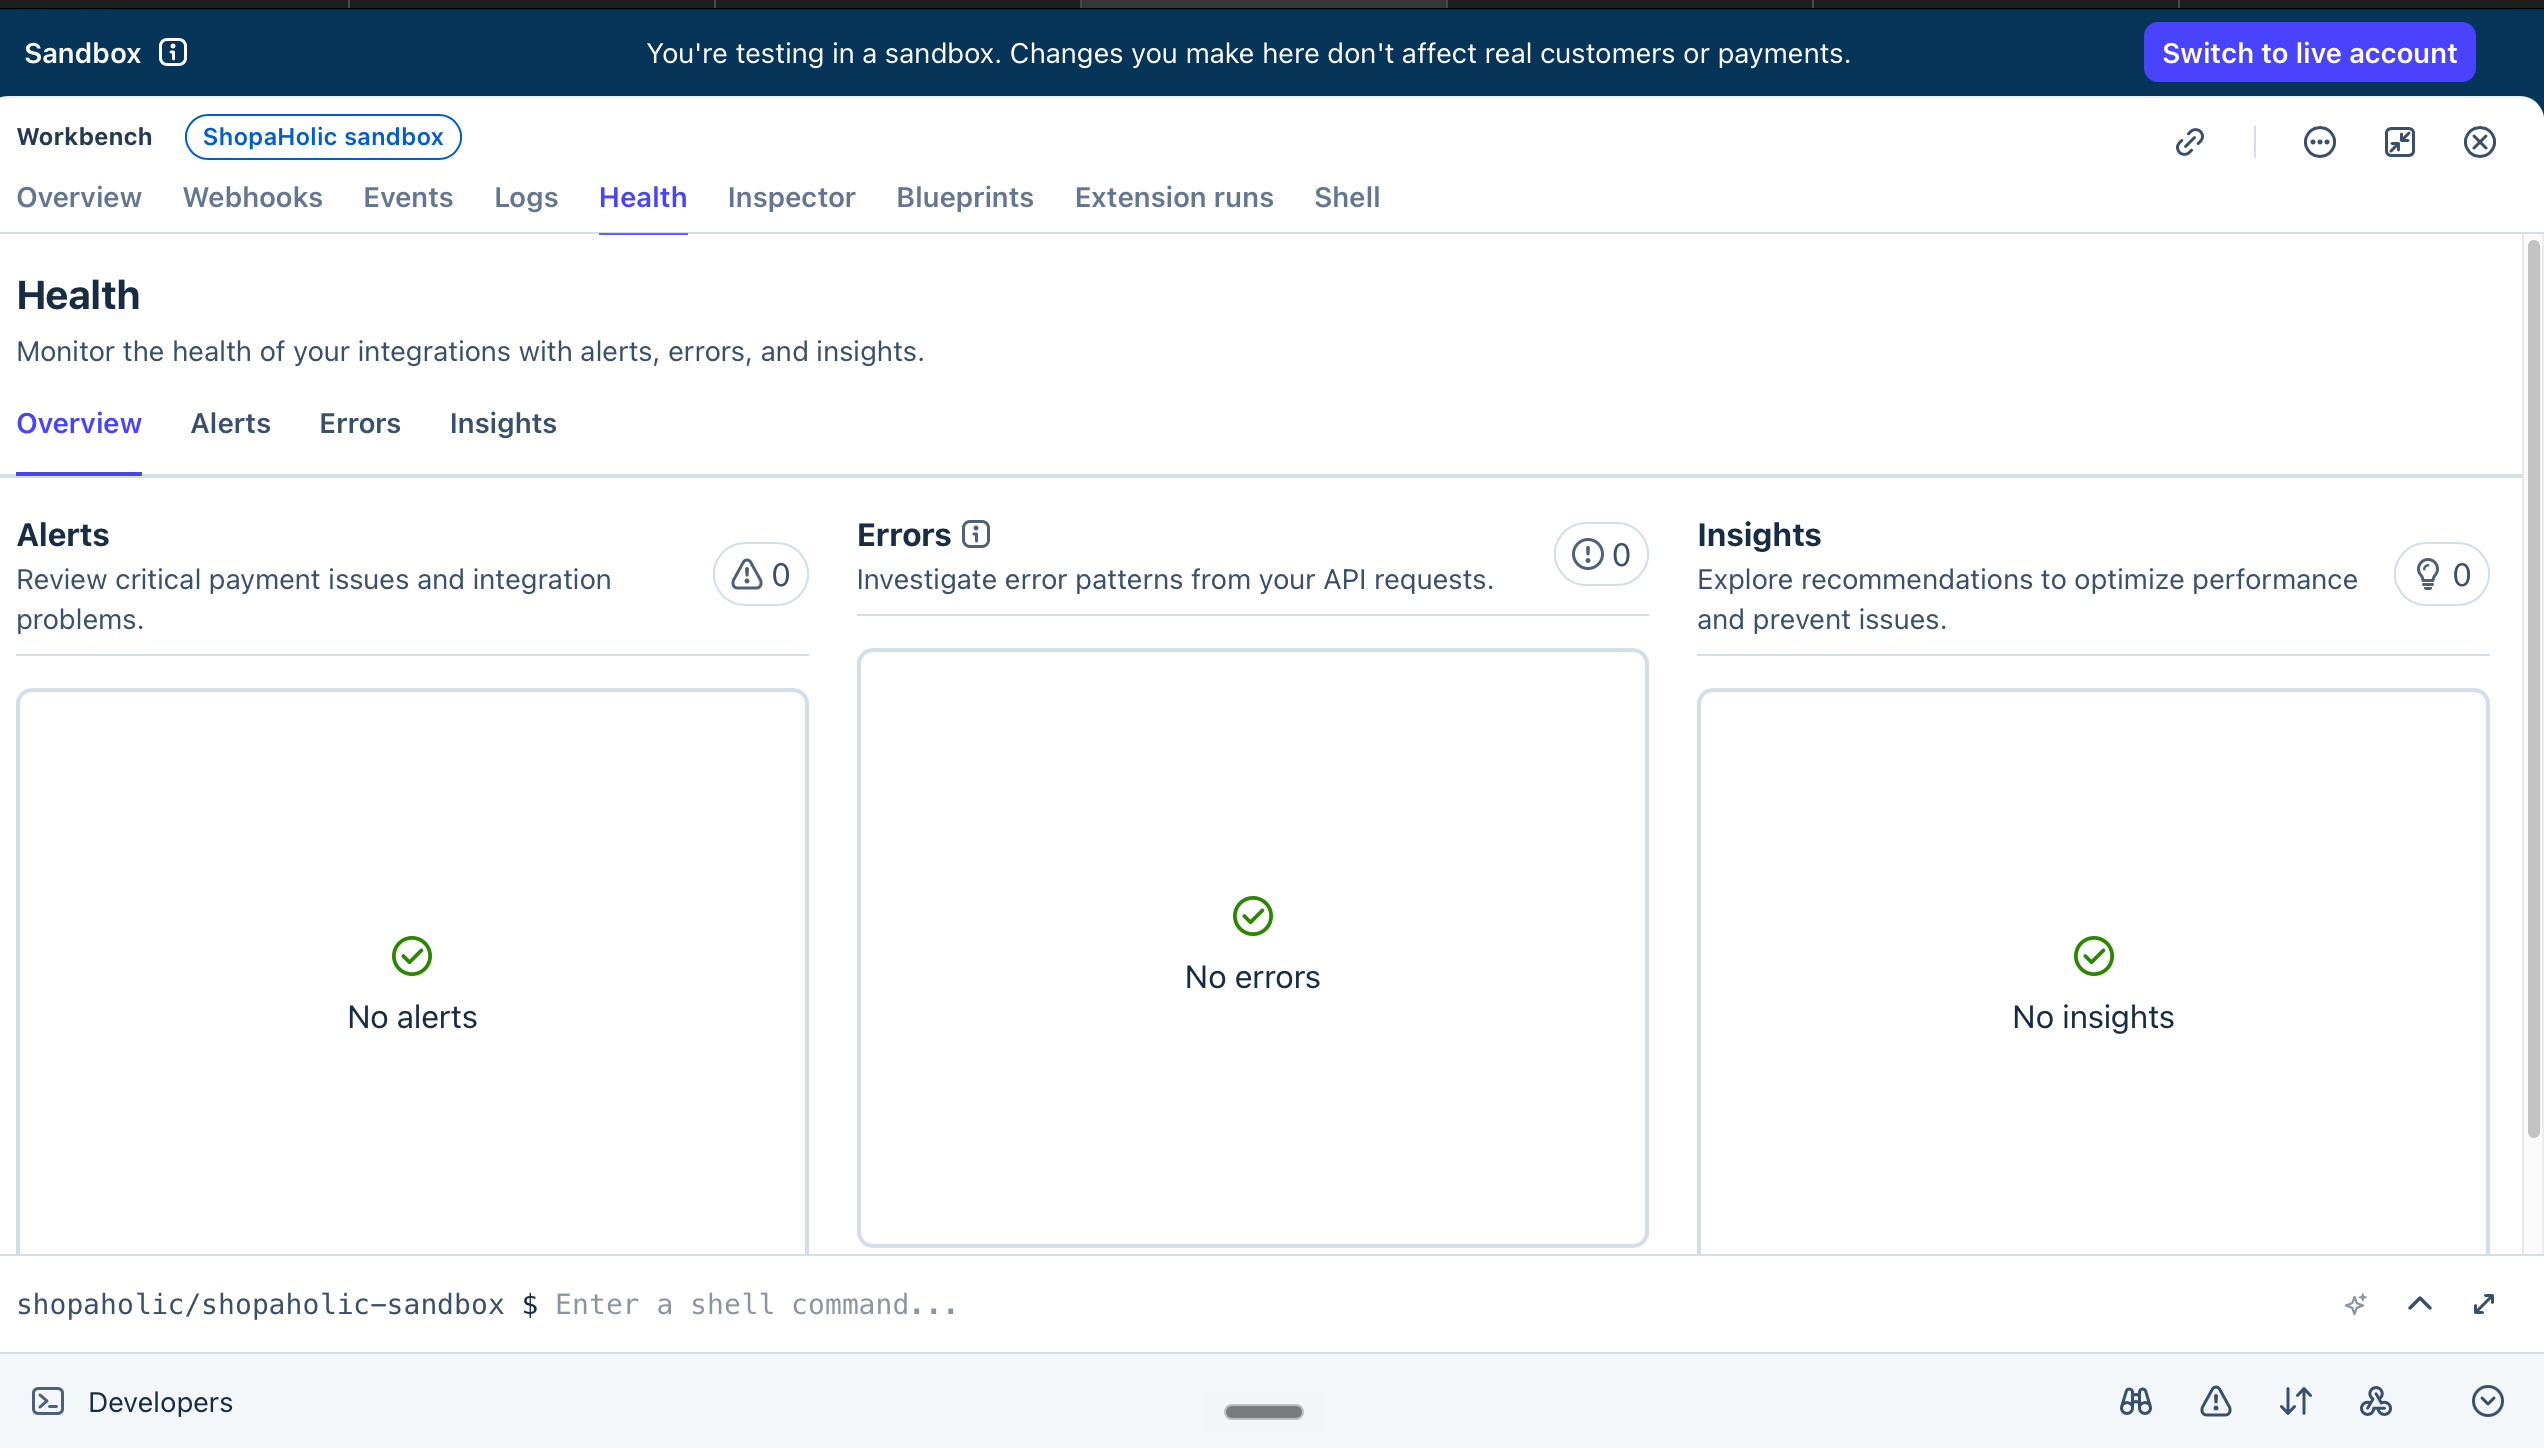 Sandbox
You're testing in a sandbox. Changes you make here don't affect real customers or payments.
Switch to live account
Workbench
ShopaHolic sandbox
Overview Webhooks Events Logs Health Inspector Blueprints Extension runs Shell
Health
Monitor the health of your integrations with alerts, errors, and insights.
Overview Alerts Errors Insights
Alerts
Review critical payment issues and integration
problems.
0
No alerts
Errors
Investigate error patterns from your API requests.
0
No errors
Insights
Explore recommendations to optimize performance
and prevent issues.
0
No insights
shopaholic/shopaholic-sandbox $ Enter a shell command...
Developers